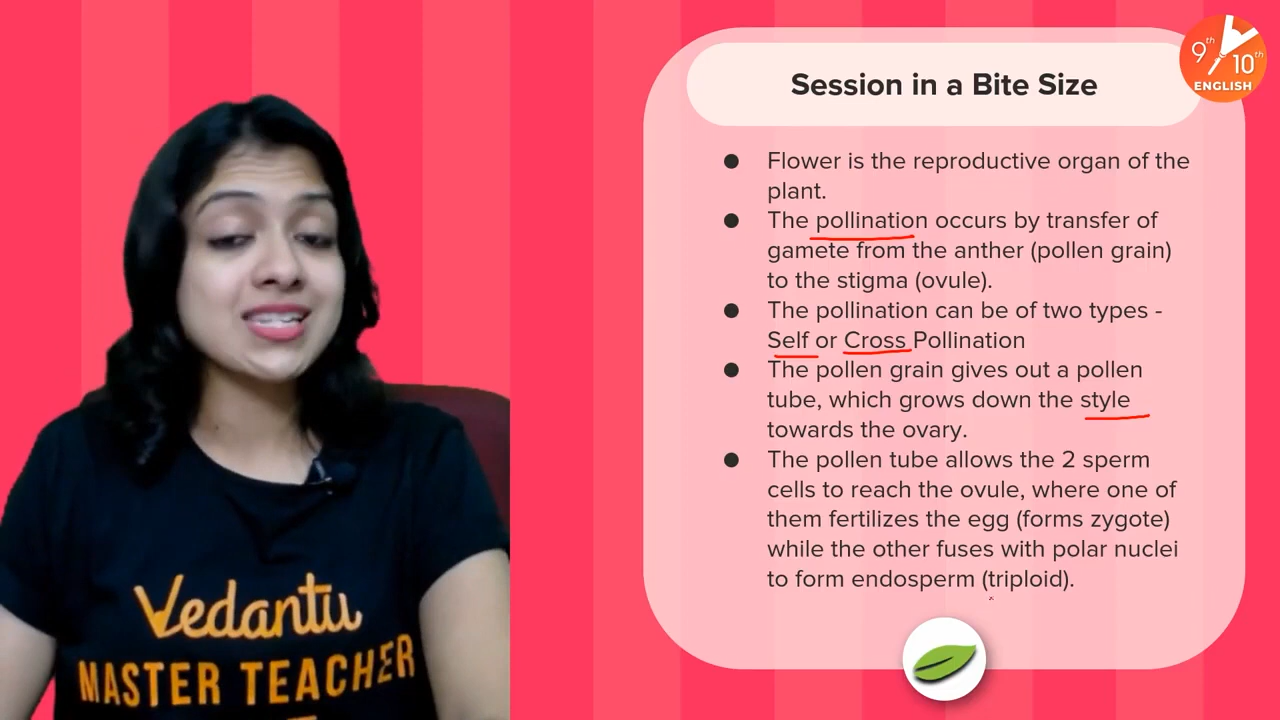 Session in a Bite Size
9th 10th
ENGLISH
● Flower is the reproductive organ of the
plant.
● The pollination occurs by transfer of
gamete from the anther (pollen grain)
to the stigma (ovule).
● The pollination can be of two types -
Self or Cross Pollination
● The pollen grain gives out a pollen
tube, which grows down the style
towards the ovary.
● The pollen tube allows the 2 sperm
cells to reach the ovule, where one of
them fertilizes the egg (forms zygote)
while the other fuses with polar nuclei
to form endosperm (triploid).
Vedantu
MASTER TEACHER